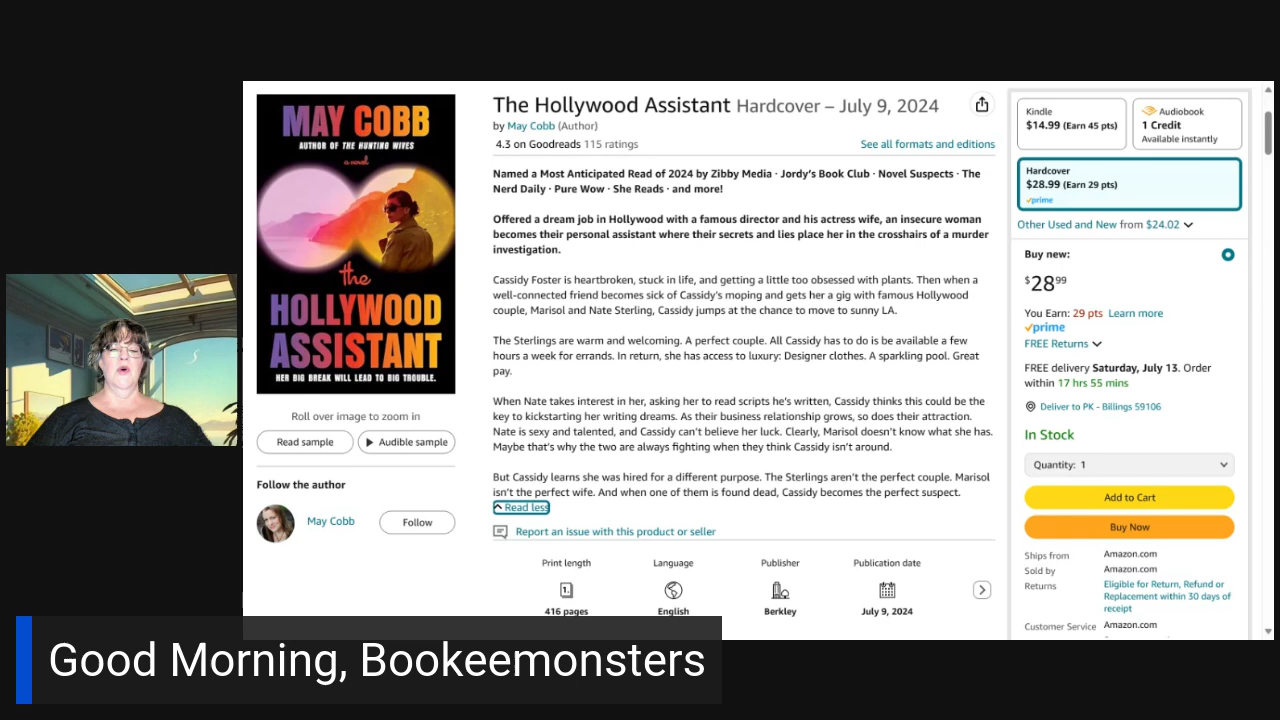 MAY COBB
AUTHOR OF THE HUNTING WIVES
a novel
the
HOLLYWOOD
ASSISTANT
HER BIG BREAK WILL LEAD TO BIG TROUBLE.
Roll over image to zoom in
Read sample
Audible sample
Follow the author
May Cobb
Follow
The Hollywood Assistant Hardcover – July 9, 2024
by May Cobb (Author)
4.3 on Goodreads 115 ratings
See all formats and editions
Named a Most Anticipated Read of 2024 by Zibby Media · Jordy's Book Club · Novel Suspects · The
Nerd Daily · Pure Wow · She Reads · and more!
Offered a dream job in Hollywood with a famous director and his actress wife, an insecure woman
becomes their personal assistant where their secrets and lies place her in the crosshairs of a murder
investigation.
Cassidy Foster is heartbroken, stuck in life, and getting a little too obsessed with plants. Then when a
well-connected friend becomes sick of Cassidy's moping and gets her a gig with famous Hollywood
couple, Marisol and Nate Sterling, Cassidy jumps at the chance to move to sunny LA.
The Sterlings are warm and welcoming. A perfect couple. All Cassidy has to do is be available a few
hours a week for errands. In return, she has access to luxury: Designer clothes. A sparkling pool. Great
pay.
When Nate takes interest in her, asking her to read scripts he's written, Cassidy thinks this could be the
key to kickstarting her writing dreams. As their business relationship grows, so does their attraction.
Nate is sexy and talented, and Cassidy can't believe her luck. Clearly, Marisol doesn't know what she has.
Maybe that's why the two are always fighting when they think Cassidy isn't around.
But Cassidy learns she was hired for a different purpose. The Sterlings aren't the perfect couple. Marisol
isn't the perfect wife. And when one of them is found dead, Cassidy becomes the perfect suspect.
Read less
Report an issue with this product or seller
Print length
1.
416 pages
Language
English
Publisher
Berkley
Publication date
July 9, 2024
Kindle
$14.99 (Earn 45 pts)
Audiobook
1 Credit
Available instantly
Hardcover
$28.99 (Earn 29 pts)
prime
Other Used and New from $24.02
Buy new:
$28 99
You Earn: 29 pts Learn more
prime
FREE Returns
FREE delivery Saturday, July 13. Order
within 17 hrs 55 mins
Deliver to PK - Billings 59106
In Stock
Quantity: 1
Add to Cart
Buy Now
Ships from Amazon.com
Sold by Amazon.com
Returns Eligible for Return, Refund or
Replacement within 30 days of
receipt
Customer Service Amazon.com
Good Morning, Bookeemonsters